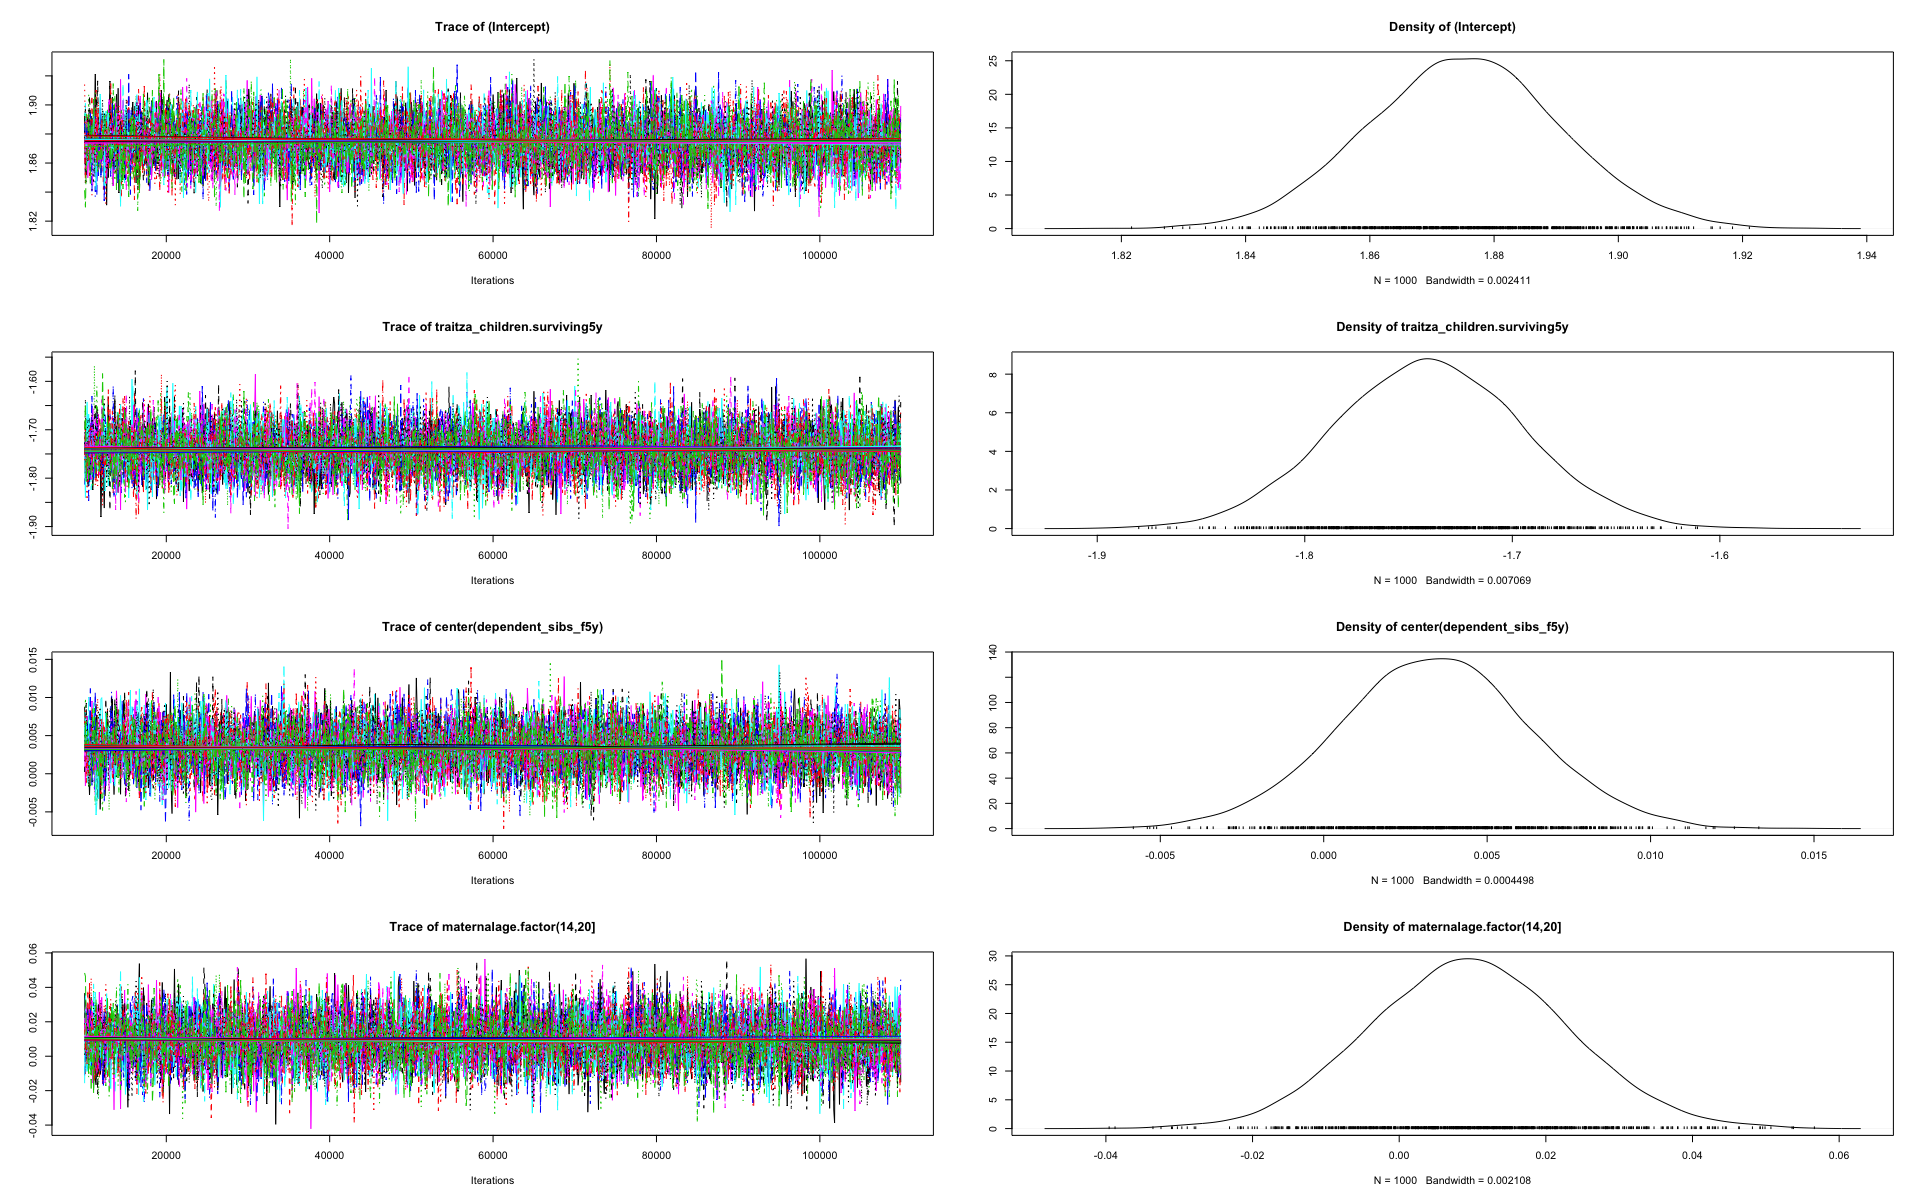 Trace of (Intercept)
1.82 1.86 1.90
20000 40000 60000 80000 100000
Iterations
Density of (Intercept)
0 5 10 15 20 25
1.82 1.84 1.86 1.88 1.90 1.92 1.94
N = 1000 Bandwidth = 0.002411
Trace of traitza_children.surviving5y
-1.90 -1.80 -1.70 -1.60
20000 40000 60000 80000 100000
Iterations
Density of traitza_children.surviving5y
0 2 4 6 8
-1.9 -1.8 -1.7 -1.6
N = 1000 Bandwidth = 0.007069
Trace of center(dependent_sibs_f5y)
-0.005 0.000 0.005 0.010 0.015
20000 40000 60000 80000 100000
Iterations
Density of center(dependent_sibs_f5y)
0 20 40 60 80 100 140
-0.005 0.000 0.005 0.010 0.015
N = 1000 Bandwidth = 0.0004498
Trace of maternalage.factor(14,20]
-0.04 -0.02 0.00 0.02 0.04 0.06
20000 40000 60000 80000 100000
Iterations
Density of maternalage.factor(14,20]
0 5 10 15 20 25 30
-0.04 -0.02 0.00 0.02 0.04 0.06
N = 1000 Bandwidth = 0.002108